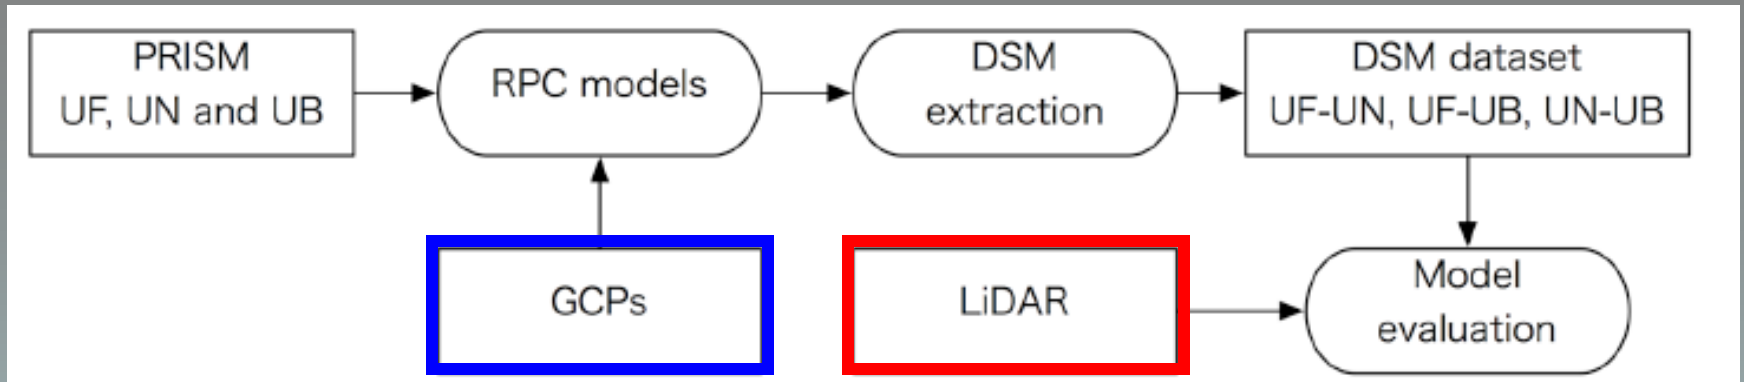 PRISM
UF, UN and UB
RPC models
DSM
extraction
DSM dataset
UF-UN, UF-UB, UN-UB
GCPs
LiDAR
Model
evaluation